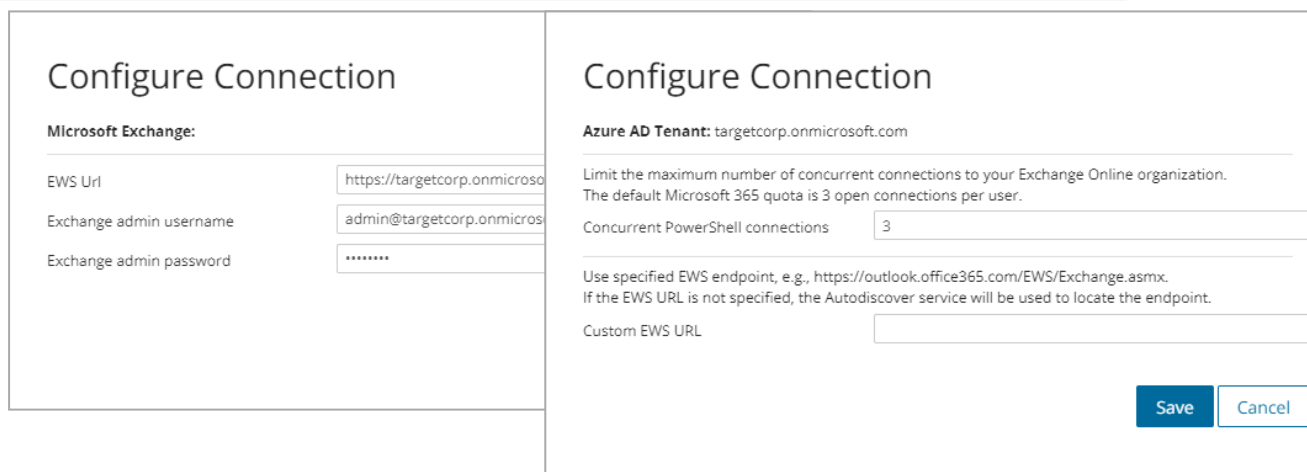 Configure Connection
Microsoft Exchange:
EWS Url
https://targetcorp.onmicroso
Exchange admin username
admin@targetcorp.onmicros
Exchange admin password
••••••••
Configure Connection
Azure AD Tenant: targetcorp.onmicrosoft.com
Limit the maximum number of concurrent connections to your Exchange Online organization.
The default Microsoft 365 quota is 3 open connections per user.
Concurrent PowerShell connections
3
Use specified EWS endpoint, e.g., https://outlook.office365.com/EWS/Exchange.asmx.
If the EWS URL is not specified, the Autodiscover service will be used to locate the endpoint.
Custom EWS URL
Save
Cancel